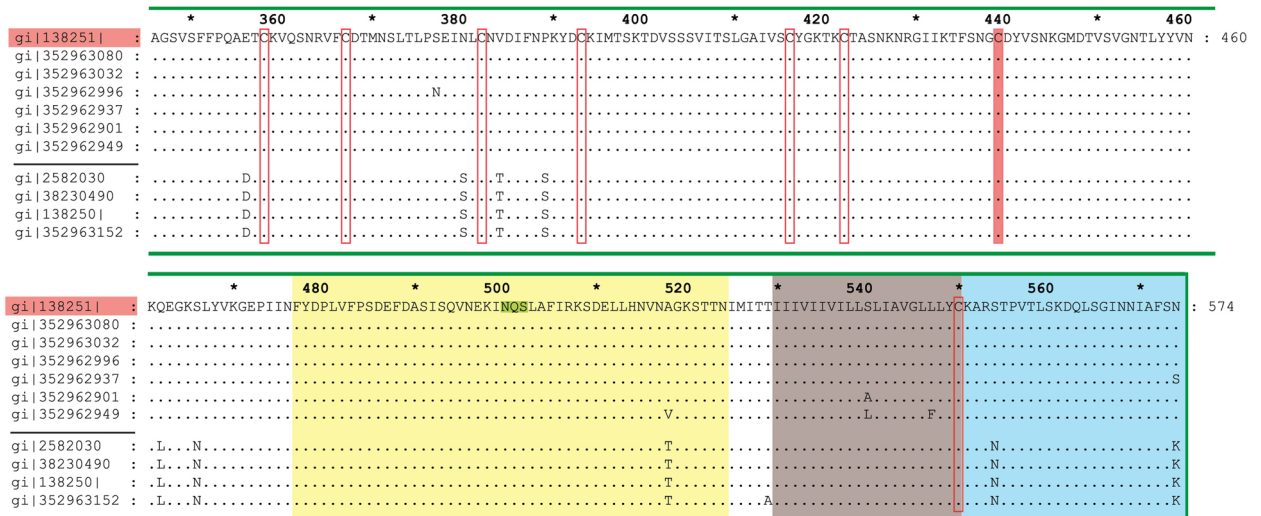 * 360 * 380 * 400 * 420 * 440 * 460
gi|138251| : AGSVSFFPQAETCKVQSNRVFCDTMNSLTLPSEINLCNVDIFNPKYDCKIMTSKTDVSSSVITSLGAIVSCYGKTKCTASNKNRGIIKTFSNGCDYVSNKGMDTVSVGNTLYYVN : 460
gi|352963080 : ...................................................................................................................
gi|352963032 : ...................................................................................................................
gi|352962996 : ...............................N...................................................................................
gi|352962937 : ...................................................................................................................
gi|352962901 : ...................................................................................................................
gi|352962949 : ...................................................................................................................
gi|2582030 : ..........D.......................S...T....S.......................................................................
gi|38230490 : ..........D.......................S...T....S.......................................................................
gi|138250| : ..........D.......................S...T....S.......................................................................
gi|352963152 : ..........D.......................S...T....S.......................................................................
* 480 * 500 * 520 * 540 * 560 *
gi|138251| : KQEGKSLYVKGEPIINFYDPLVFPSDEFDASISQVNEKINQSLAFIRKSDELLHNVNAGKSTTNIMITTIIIVIIVILLSLIAVGLLLYCKARSTPVTLSKDQLSGINNIAFSN : 574
gi|352963080 : ..................................................................................................................
gi|352963032 : ..................................................................................................................
gi|352962996 : ..................................................................................................................
gi|352962937 : .................................................................................................................S
gi|352962901 : ...............................................................................A..................................
gi|352962949 : .........................................................V.....................L......F...........................
gi|2582030 : .L...N...................................................T...................................N...................K
gi|38230490 : .L...N...................................................T...................................N...................K
gi|138250| : .L...N...................................................T...................................N...................K
gi|352963152 : .L...N...................................................T..........A........................N...................K